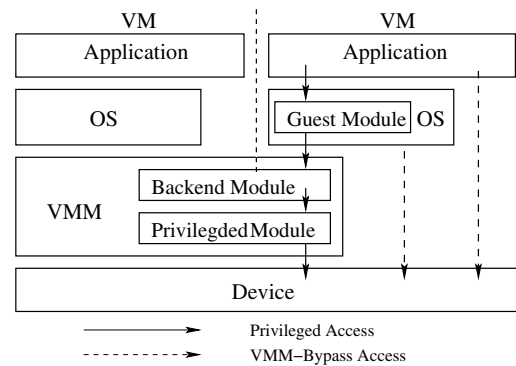 VM
VM
Application
Application
OS
Guest Module
OS
VMM
Backend Module
Privilegded Module
Device
Privileged Access
VMM-Bypass Access